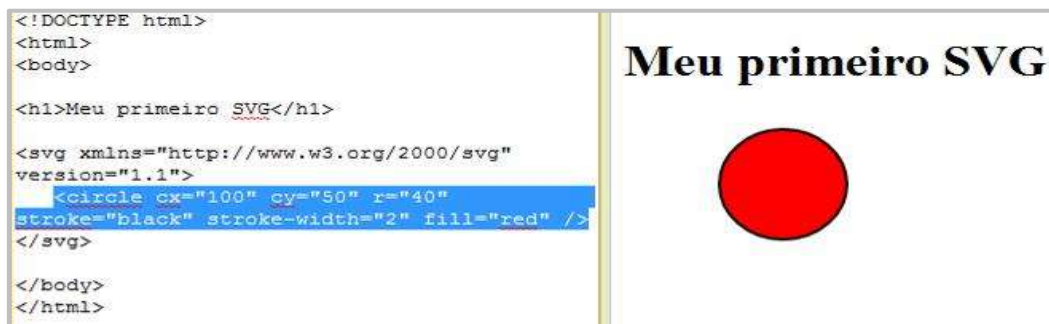 <!DOCTYPE html>
<html>
<body>
<h1>Meu primeiro SVG</h1>
<svg xmlns="http://www.w3.org/2000/svg"
version="1.1">
<circle cx="100" cy="50" r="40"
stroke="black" stroke-width="2" fill="red" />
</svg>
</body>
</html>
Meu primeiro SVG